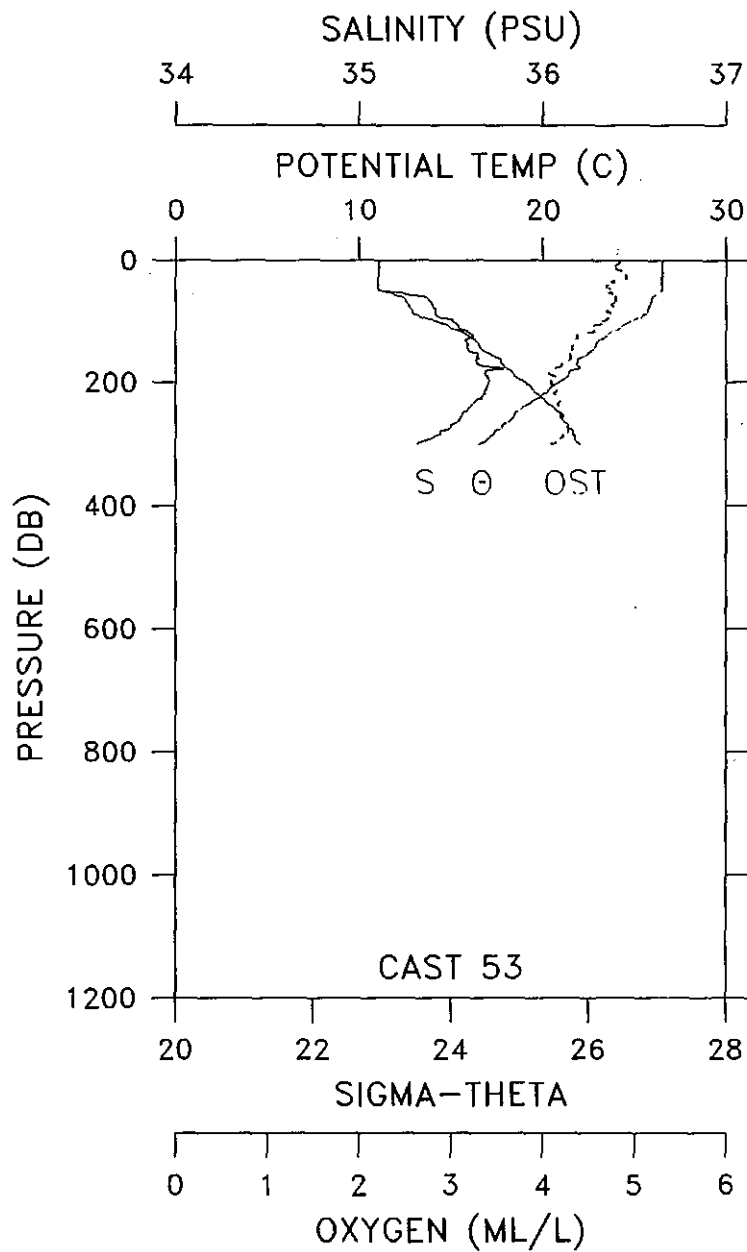 SALINITY (PSU)
34 35 36 37
POTENTIAL TEMP (C)
0 10 20 30
0
200
400
600
800
1000
1200
PRESSURE (DB)
S Θ OST
CAST 53
20 22 24 26 28
SIGMA-THETA
0 1 2 3 4 5 6
OXYGEN (ML/L)